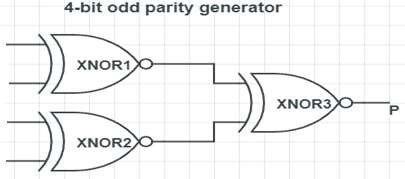 4-bit odd parity generator
XNOR1
XNOR3
P
XNOR2